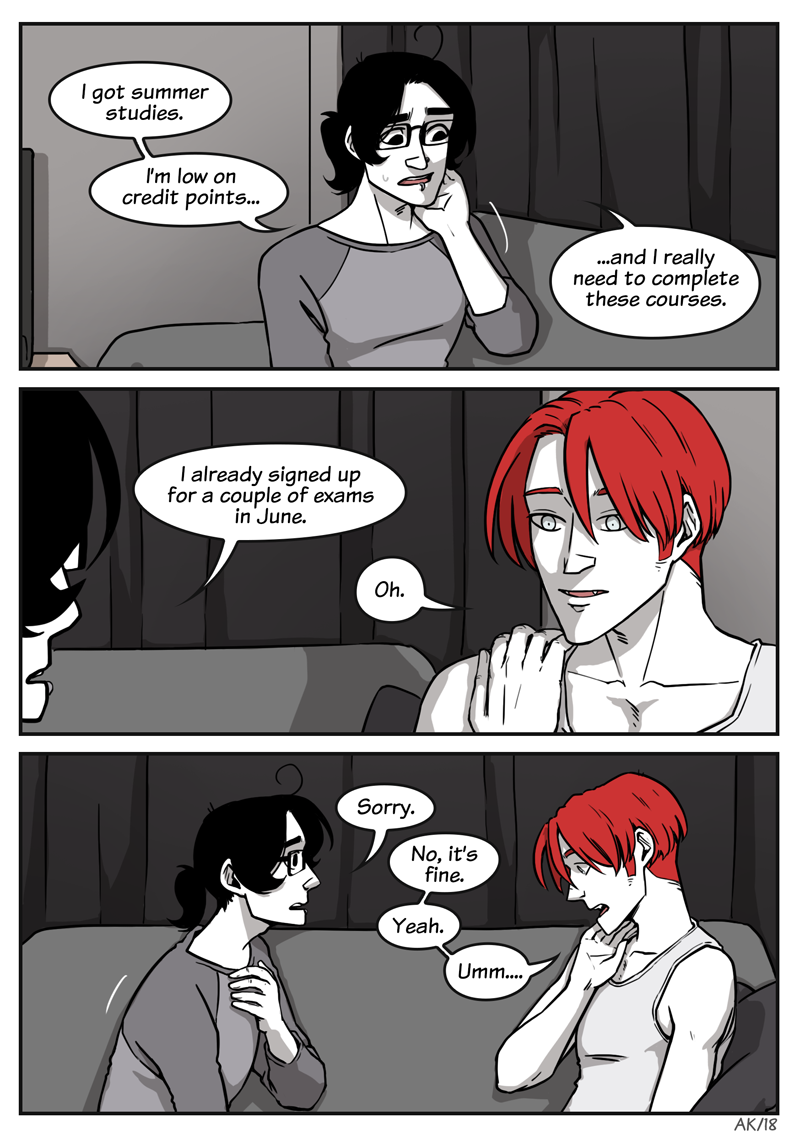 I got summer
studies.
I'm low on
credit points...
...and I really
need to complete
these courses.
I already signed up
for a couple of exams
in June.
Oh.
Sorry.
No, it's
fine.
Yeah.
Umm....
AK/18